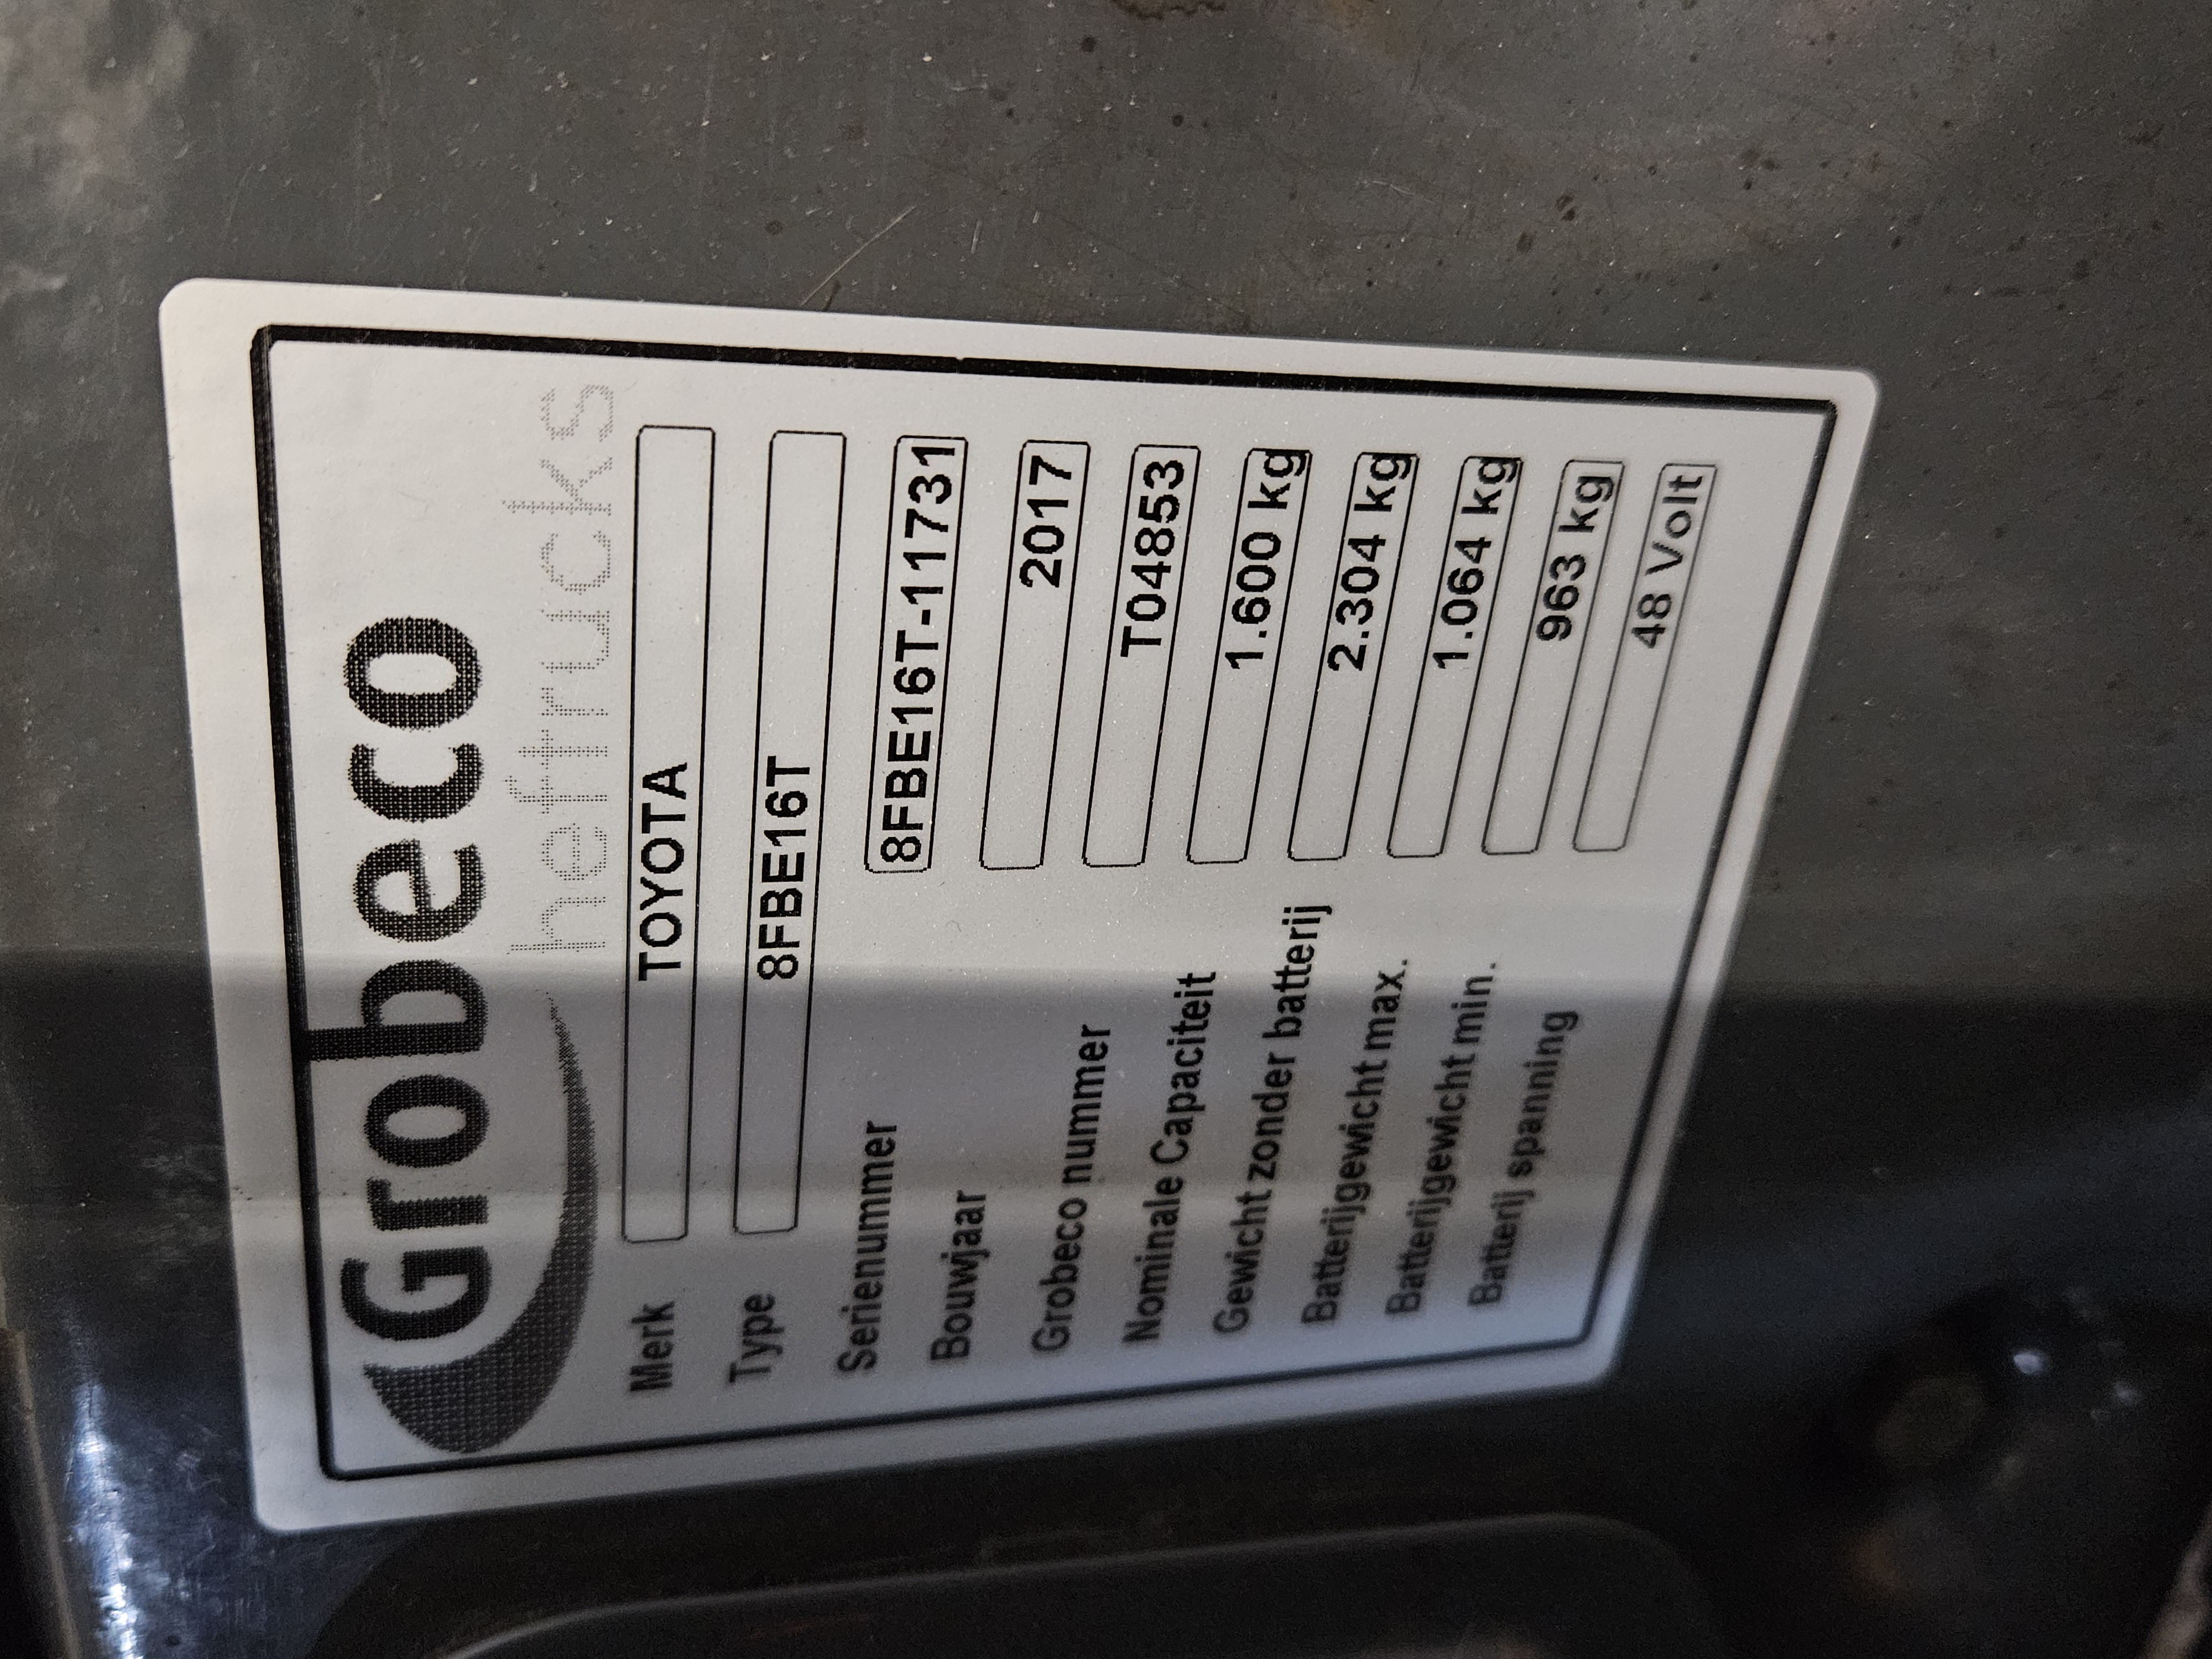 Grobeco
heftrucks
Merk TOYOTA
Type 8FBE16T
Serienummer 8FBE16T-11731
Bouwjaar 2017
Grobeco nummer T04853
Nominale Capaciteit 1.600 kg
Gewicht zonder batterij 2.304 kg
Batterijgewicht max. 1.064 kg
Batterijgewicht min. 963 kg
Batterij spanning 48 Volt